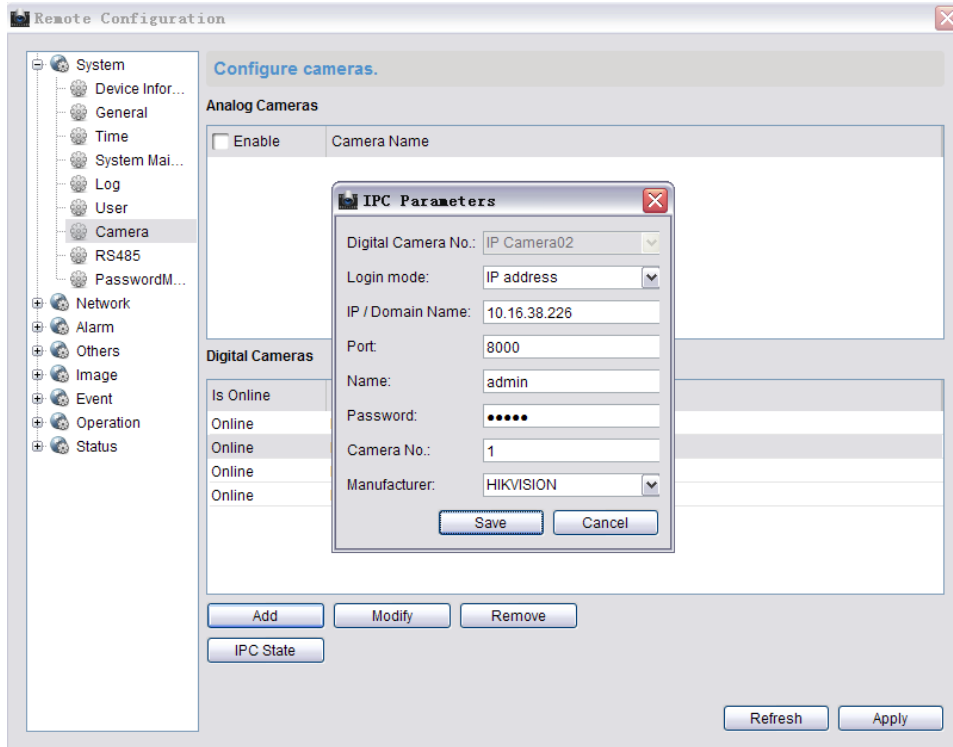 Remote Configuration
System
Device Infor...
General
Time
System Mai...
Log
User
Camera
RS485
PasswordM...
Network
Alarm
Others
Image
Event
Operation
Status
Configure cameras.
Analog Cameras
Enable Camera Name
IPC Parameters
Digital Camera No.: IP Camera02
Login mode: IP address
IP / Domain Name: 10.16.38.226
Port: 8000
Name: admin
Password: •••••
Camera No.: 1
Manufacturer: HIKVISION
Save Cancel
Digital Cameras
Is Online
Online
Online
Online
Online
Add Modify Remove
IPC State
Refresh Apply